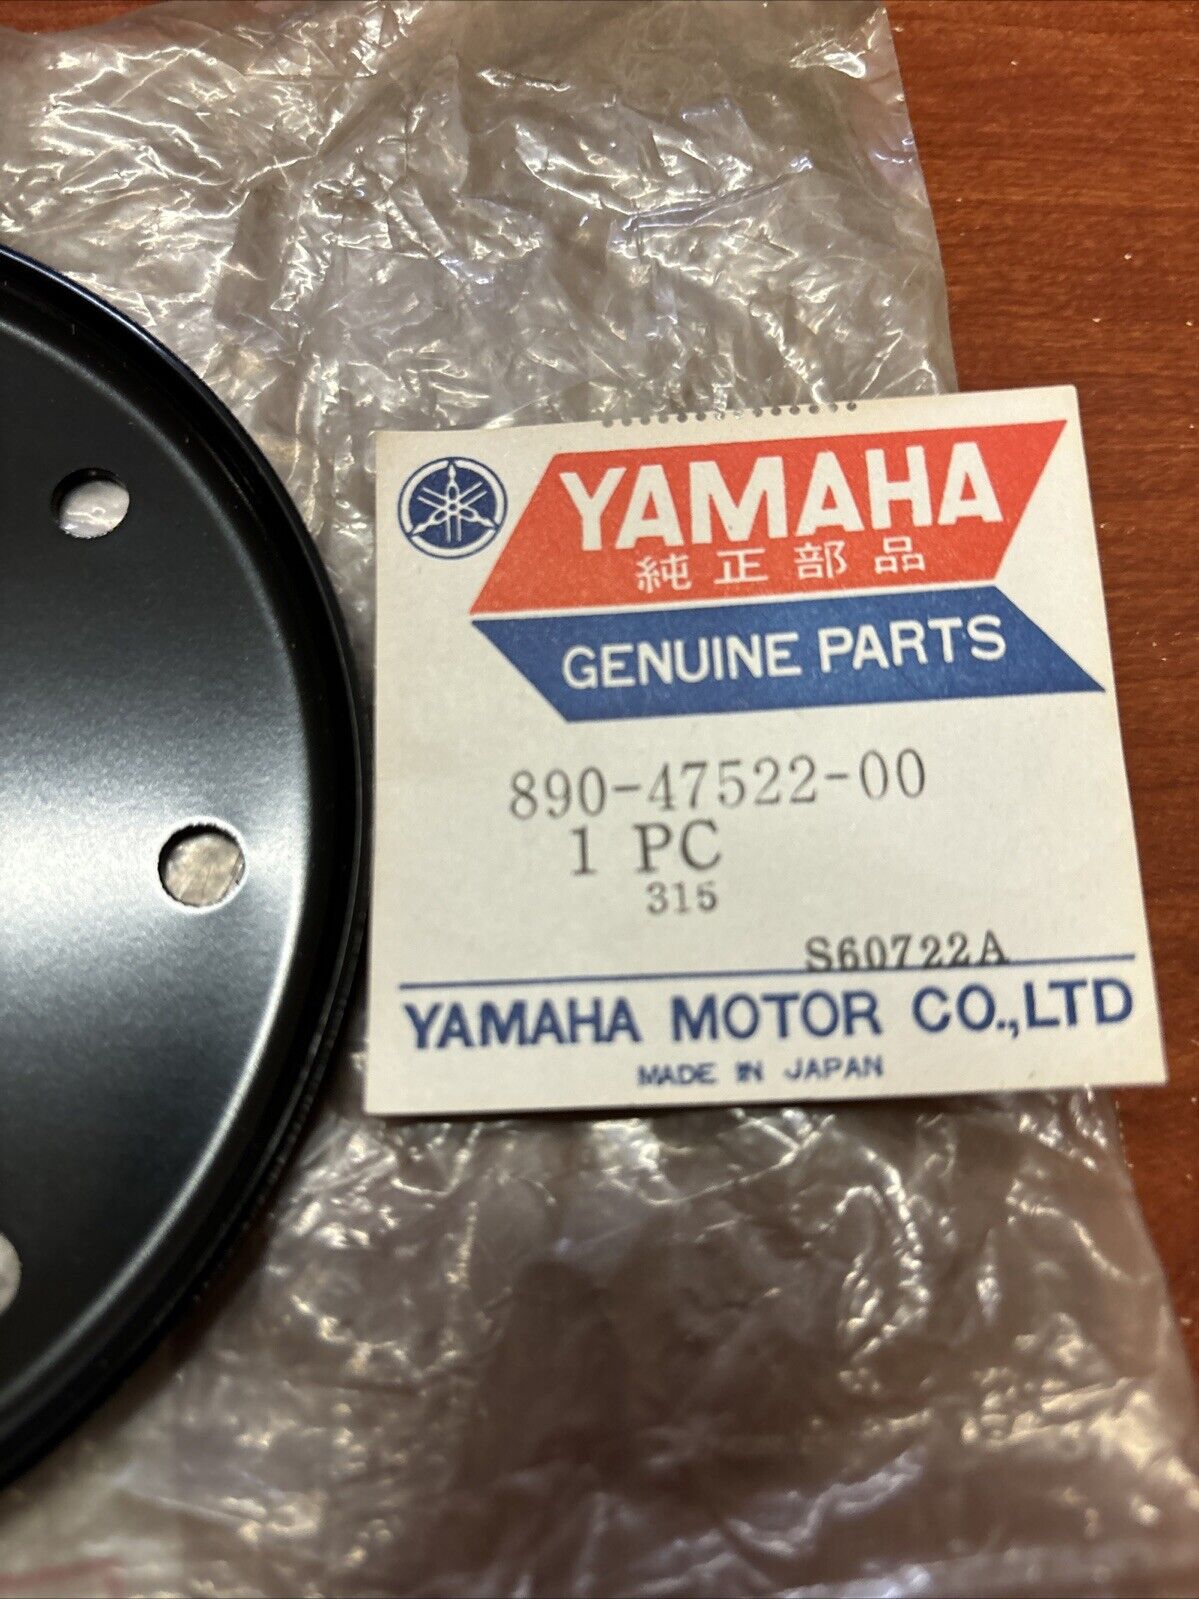 YAMAHA
純正部品
GENUINE PARTS
890-47522-00
1 PC
315
S60722A
YAMAHA MOTOR CO.,LTD
MADE IN JAPAN